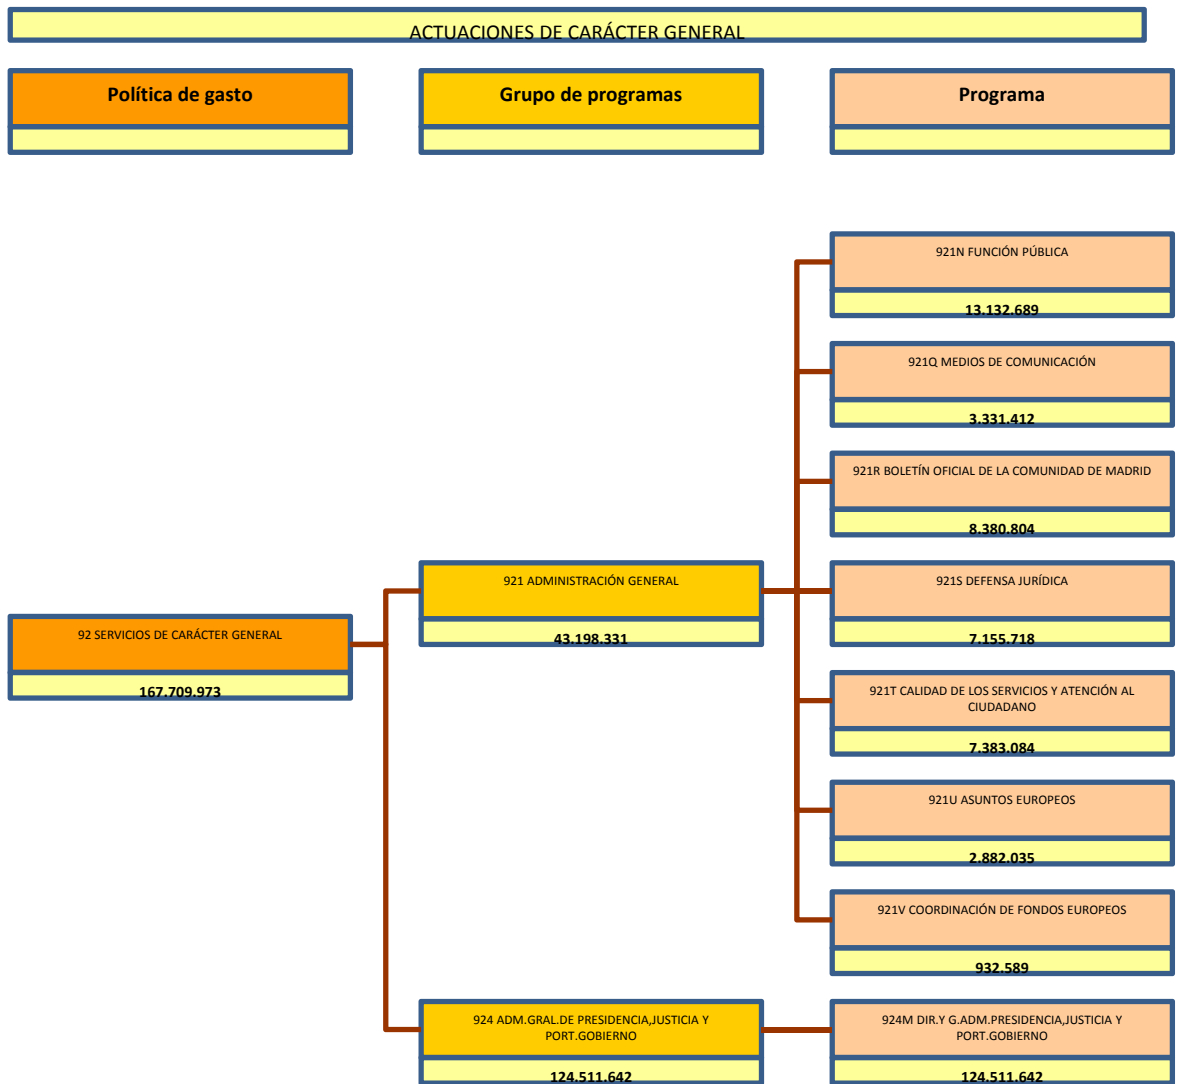 ACTUACIONES DE CARÁCTER GENERAL
Política de gasto
Grupo de programas
Programa
921N FUNCIÓN PÚBLICA
13.132.689
921Q MEDIOS DE COMUNICACIÓN
3.331.412
921R BOLETÍN OFICIAL DE LA COMUNIDAD DE MADRID
8.380.804
921 ADMINISTRACIÓN GENERAL
43.198.331
921S DEFENSA JURÍDICA
7.155.718
92 SERVICIOS DE CARÁCTER GENERAL
167.709.973
921T CALIDAD DE LOS SERVICIOS Y ATENCIÓN AL
CIUDADANO
7.383.084
921U ASUNTOS EUROPEOS
2.882.035
921V COORDINACIÓN DE FONDOS EUROPEOS
932.589
924 ADM.GRAL.DE PRESIDENCIA,JUSTICIA Y
PORT.GOBIERNO
124.511.642
924M DIR.Y G.ADM.PRESIDENCIA,JUSTICIA Y
PORT.GOBIERNO
124.511.642